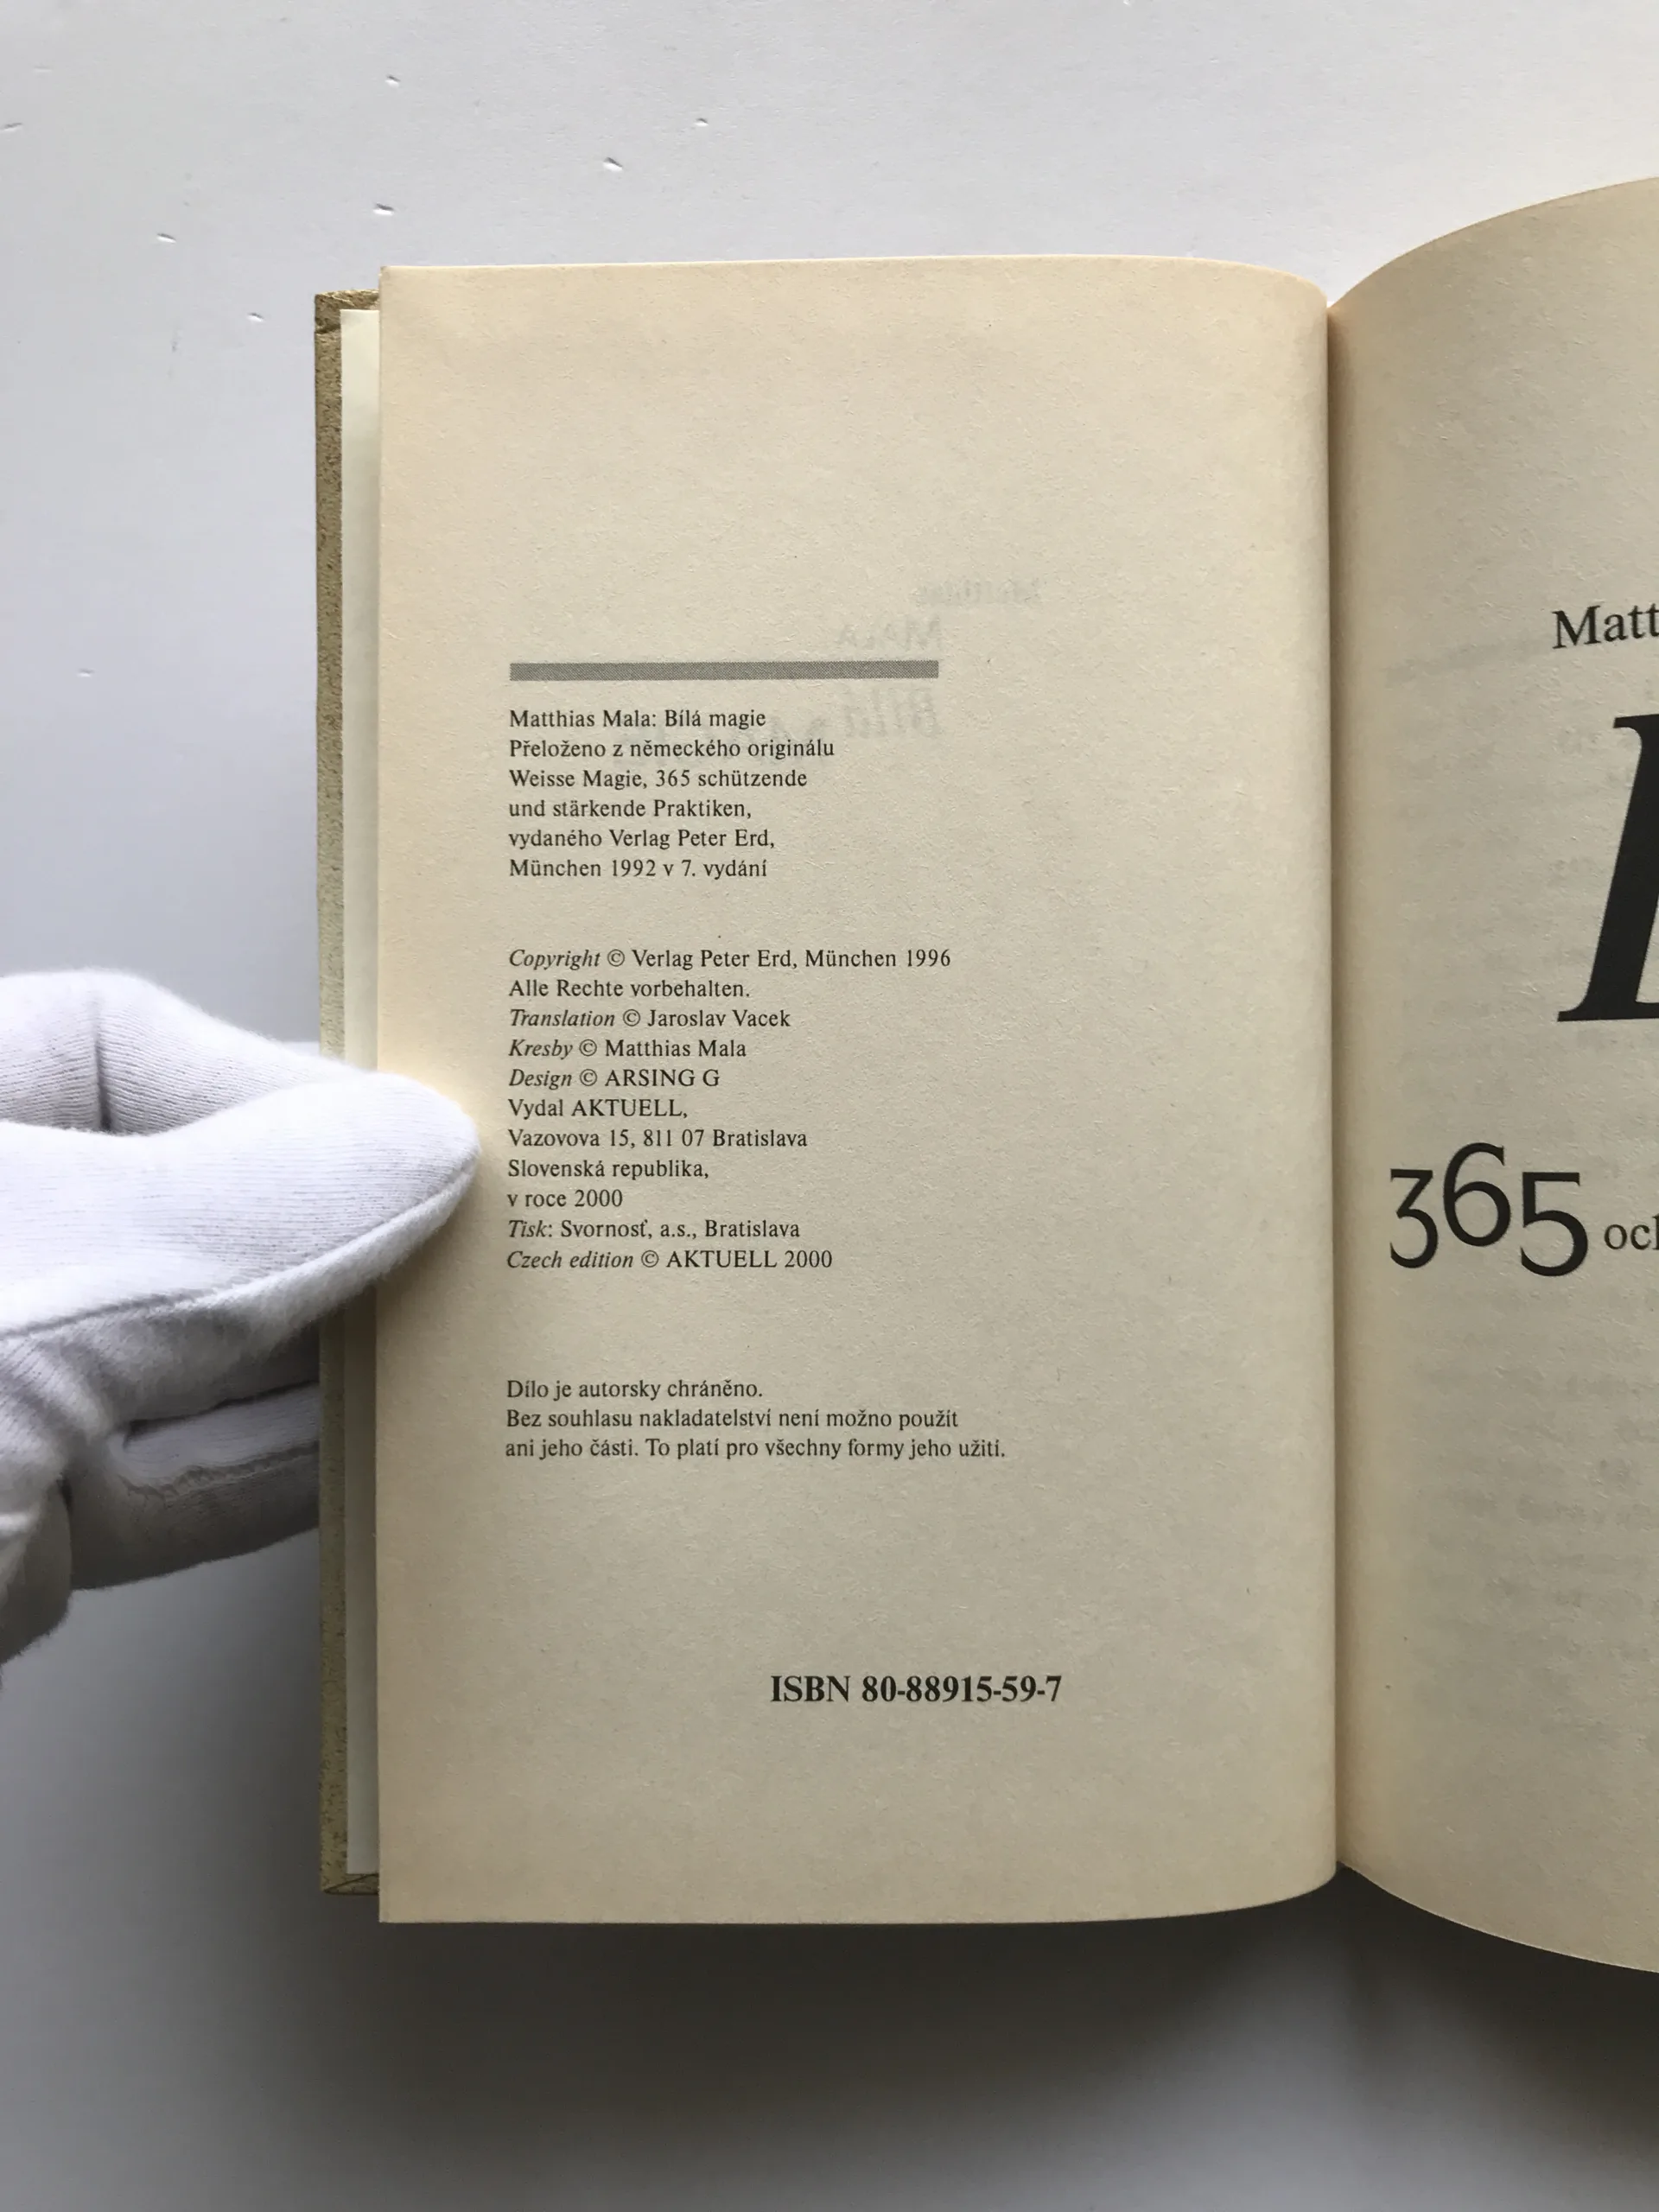 Matthias Mala: Bílá magie
Přeloženo z německého originálu
Weisse Magie, 365 schützende
und stärkende Praktiken,
vydaného Verlag Peter Erd,
München 1992 v 7. vydání
Copyright © Verlag Peter Erd, München 1996
Alle Rechte vorbehalten.
Translation © Jaroslav Vacek
Kresby © Matthias Mala
Design © ARSING G
Vydal AKTUELL,
Vazovova 15, 811 07 Bratislava
Slovenská republika,
v roce 2000
Tisk: Svornosť, a.s., Bratislava
Czech edition © AKTUELL 2000
Dílo je autorsky chráněno.
Bez souhlasu nakladatelství není možno použít
ani jeho části. To platí pro všechny formy jeho užití.
ISBN 80-88915-59-7
Matt
365